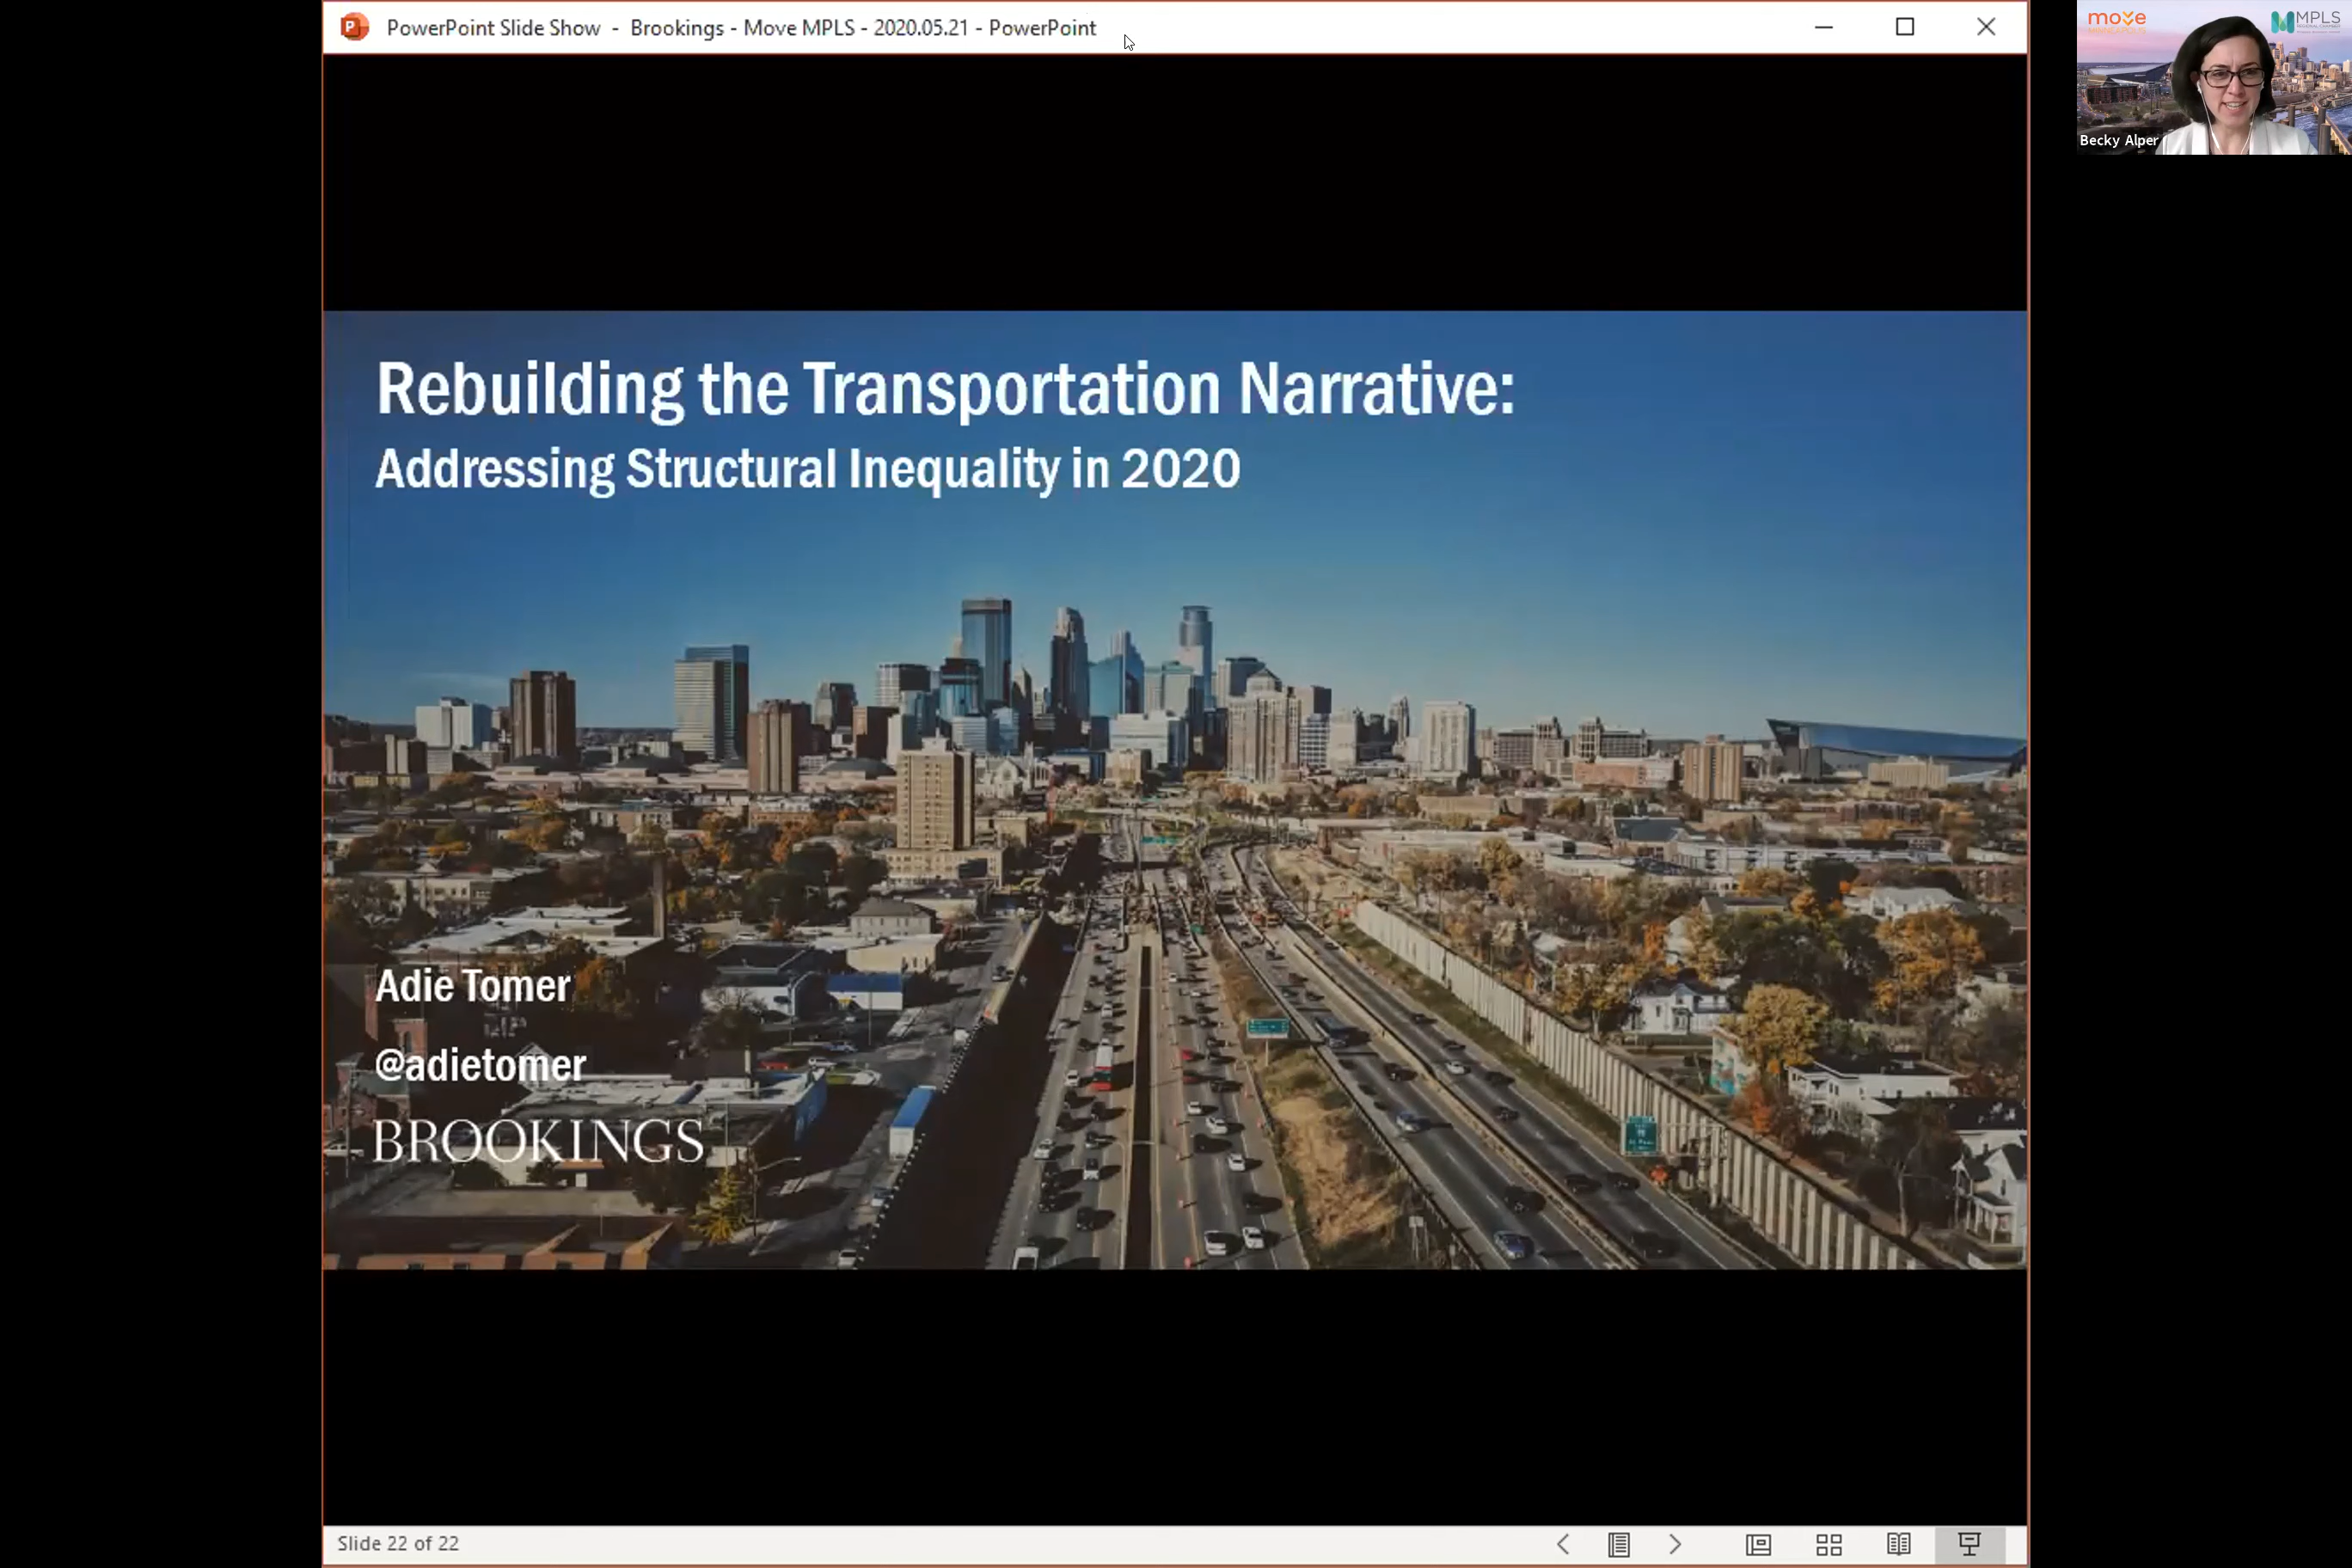 PowerPoint Slide Show - Brookings - Move MPLS - 2020.05.21 - PowerPoint
move
MINNEAPOLIS
MPLS
Becky Alper
Rebuilding the Transportation Narrative:
Addressing Structural Inequality in 2020
Adie Tomer
@adietomer
BROOKINGS
Slide 22 of 22